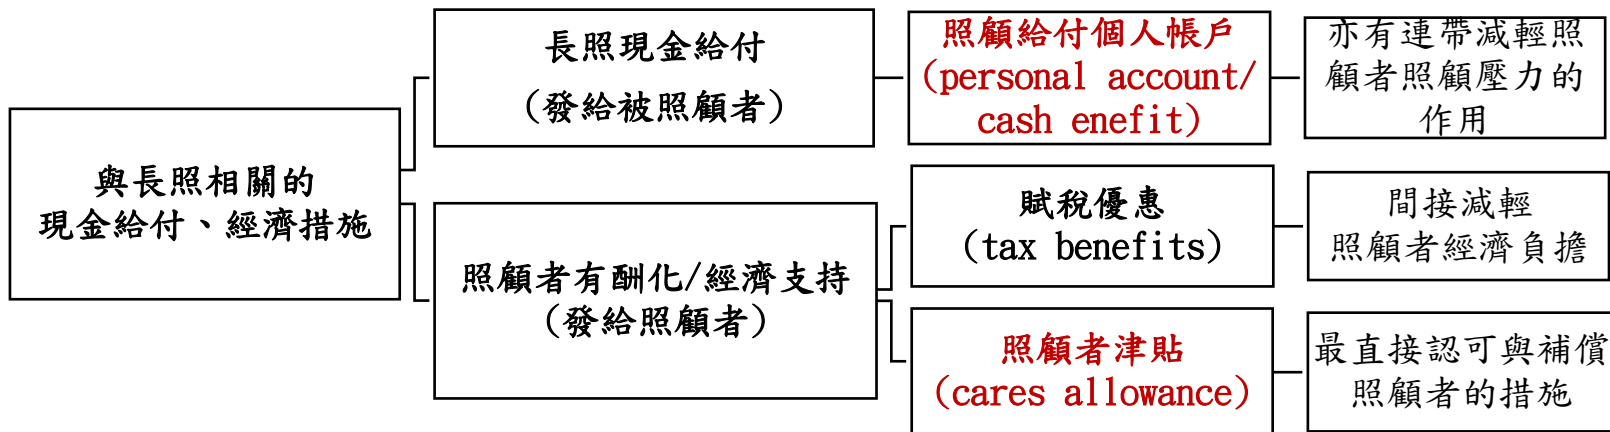 與長照相關的
現金給付、經濟措施
長照現金給付
(發給被照顧者)
照顧給付個人帳戶
(personal account/
cash enefit)
亦有連帶減輕照
顧者照顧壓力的
作用
照顧者有酬化/經濟支持
(發給照顧者)
賦稅優惠
(tax benefits)
間接減輕
照顧者經濟負擔
照顧者津貼
(cares allowance)
最直接認可與補償
照顧者的措施